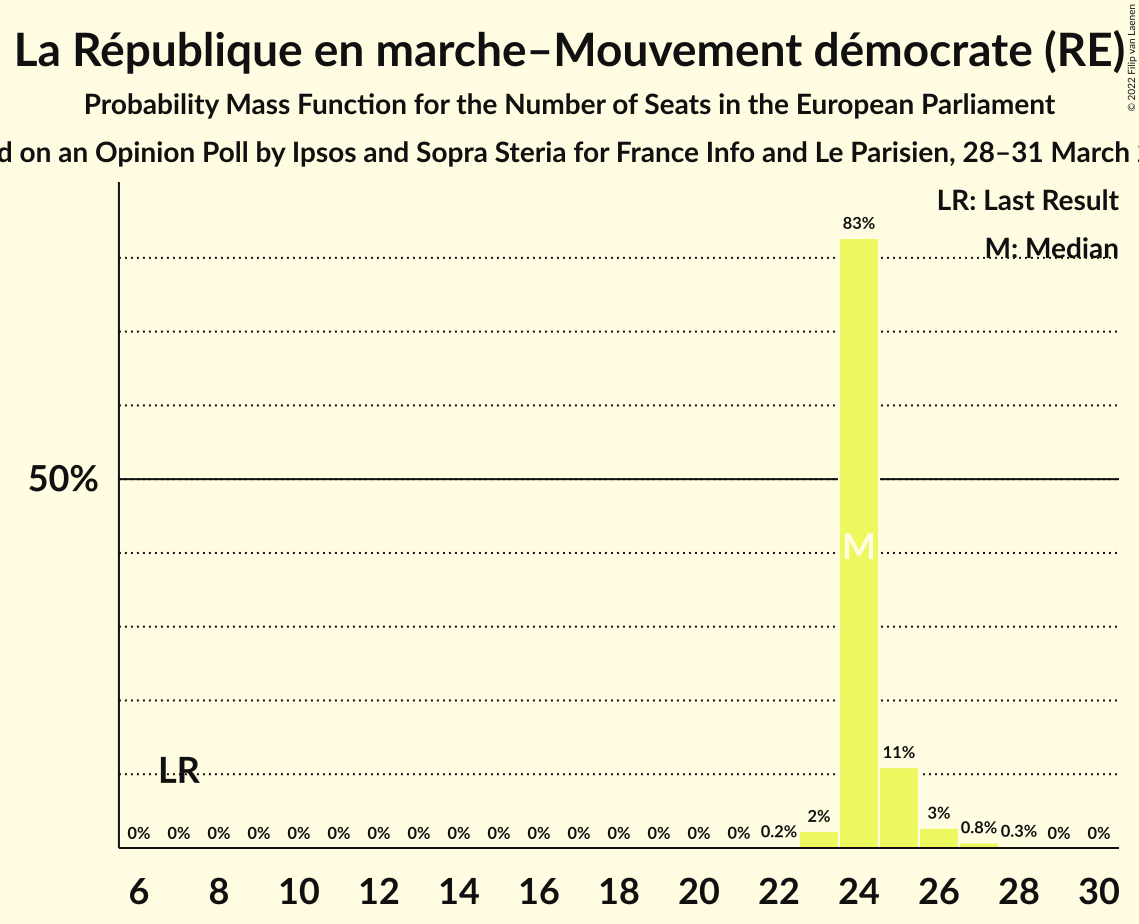 La République en marche–Mouvement démocrate (RE)
© 2022 Filip van Laenen
Probability Mass Function for the Number of Seats in the European Parliament
on an Opinion Poll by Ipsos and Sopra Steria for France Info and Le Parisien, 28–31 March
LR: Last Result
M: Median
83%
50%
M
LR
11%
0% 0% 0% 0% 0% 0% 0% 0% 0% 0% 0% 0% 0% 0% 0% 0% 0.2% 2% 3% 0.8% 0.3% 0% 0%
6 8 10 12 14 16 18 20 22 24 26 28 30